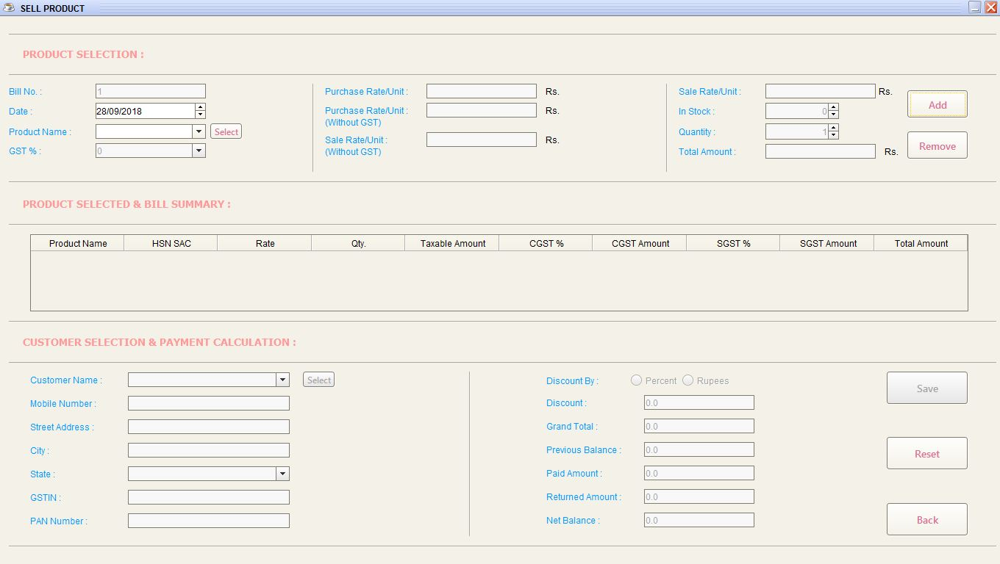 SELL PRODUCT
PRODUCT SELECTION :
Bill No. : 1
Date : 28/09/2018
Product Name : Select
GST % : 0
Purchase Rate/Unit : Rs.
Purchase Rate/Unit : Rs.
(Without GST)
Sale Rate/Unit : Rs.
(Without GST)
Sale Rate/Unit : Rs.
In Stock : 0
Quantity : 1
Total Amount : Rs.
Add
Remove
PRODUCT SELECTED & BILL SUMMARY :
Product Name HSN SAC Rate Qty. Taxable Amount CGST % CGST Amount SGST % SGST Amount Total Amount
CUSTOMER SELECTION & PAYMENT CALCULATION :
Customer Name : Select
Mobile Number :
Street Address :
City :
State :
GSTIN :
PAN Number :
Discount By : Percent Rupees
Discount : 0.0
Grand Total : 0.0
Previous Balance : 0.0
Paid Amount : 0.0
Returned Amount : 0.0
Net Balance : 0.0
Save
Reset
Back